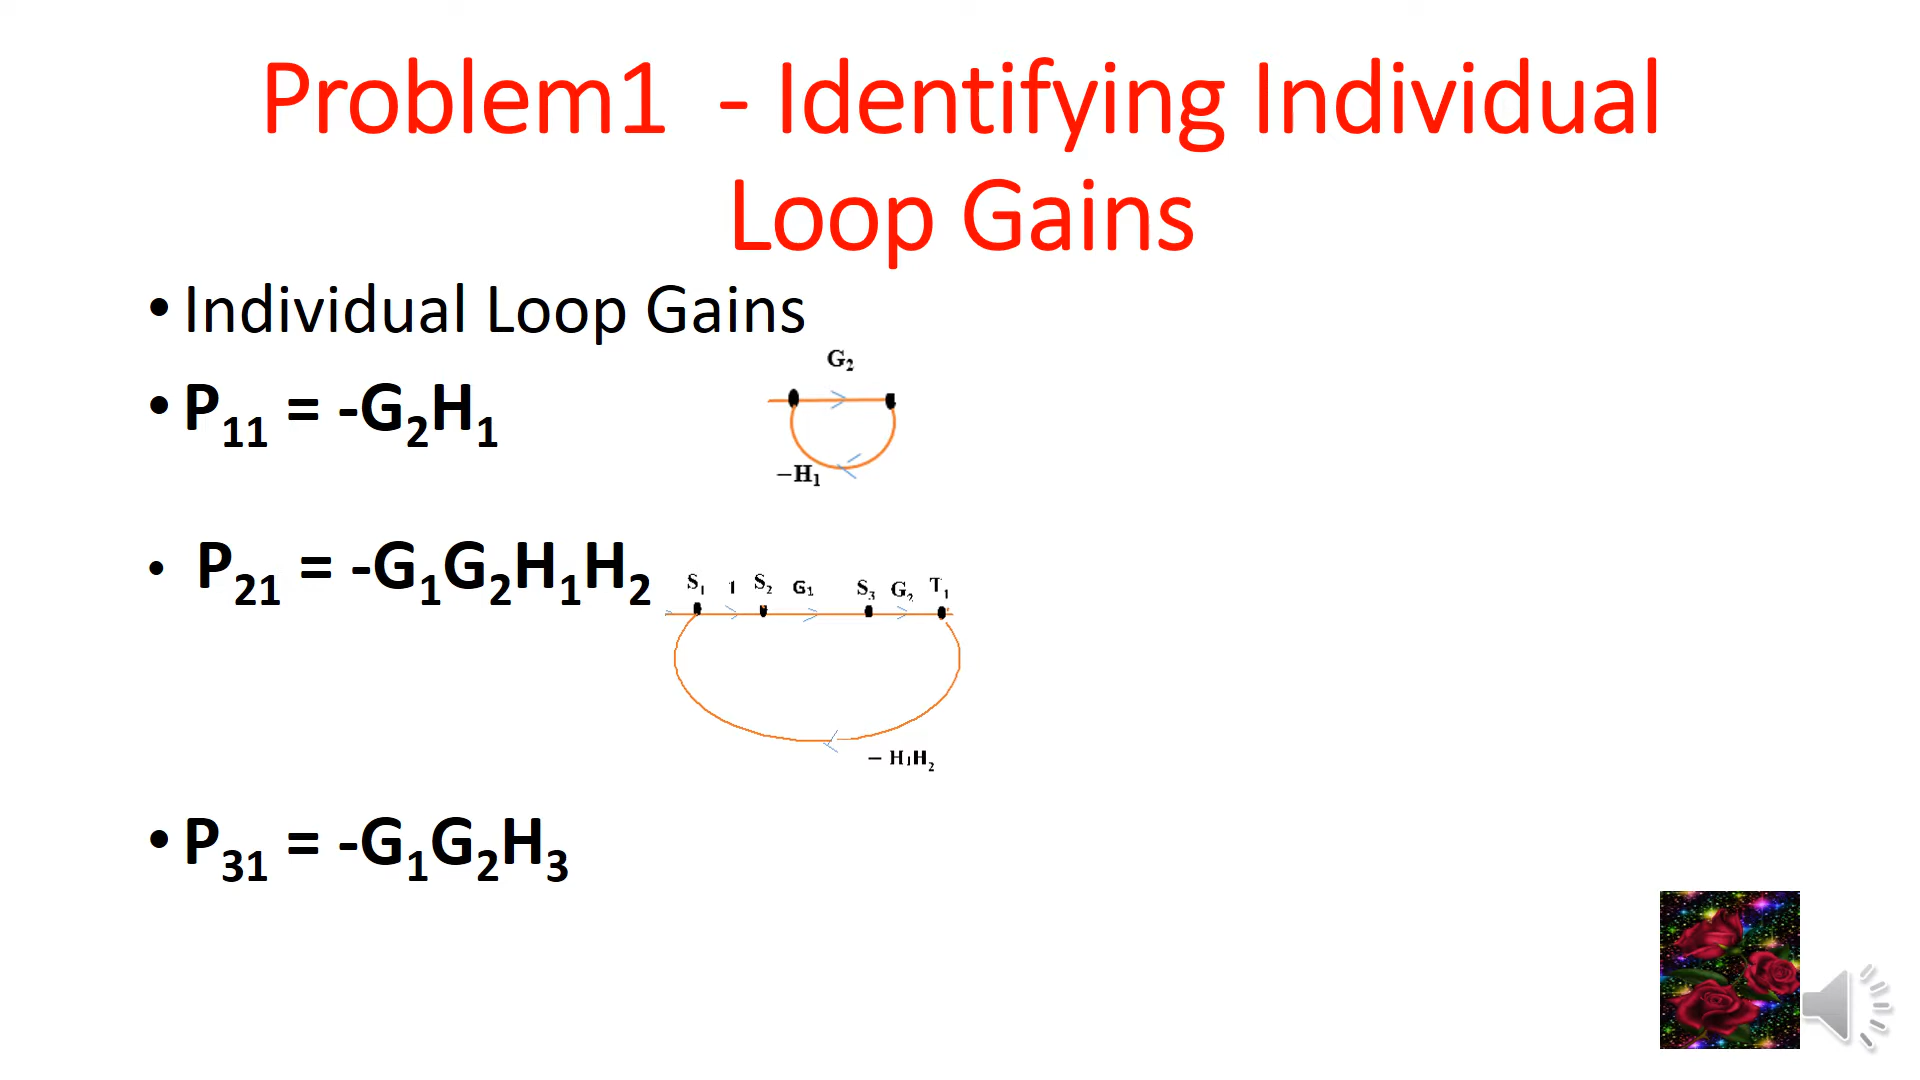 Problem1 - Identifying Individual
Loop Gains
• Individual Loop Gains
G₂
• P₁₁ = -G₂H₁
−H₁
• P₂₁ = -G₁G₂H₁H₂
S₁ 1 S₂ G₁ S₃ G₂ T₁
− H₁H₂
• P₃₁ = -G₁G₂H₃